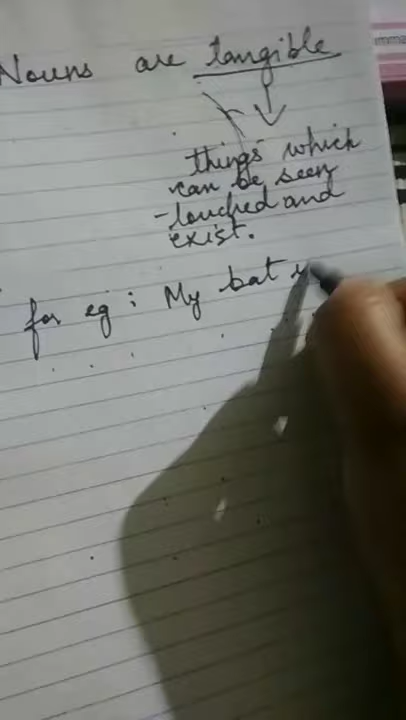 Nouns are tangible
things which
can be seen
-touched and
exist.
for eg : My bat